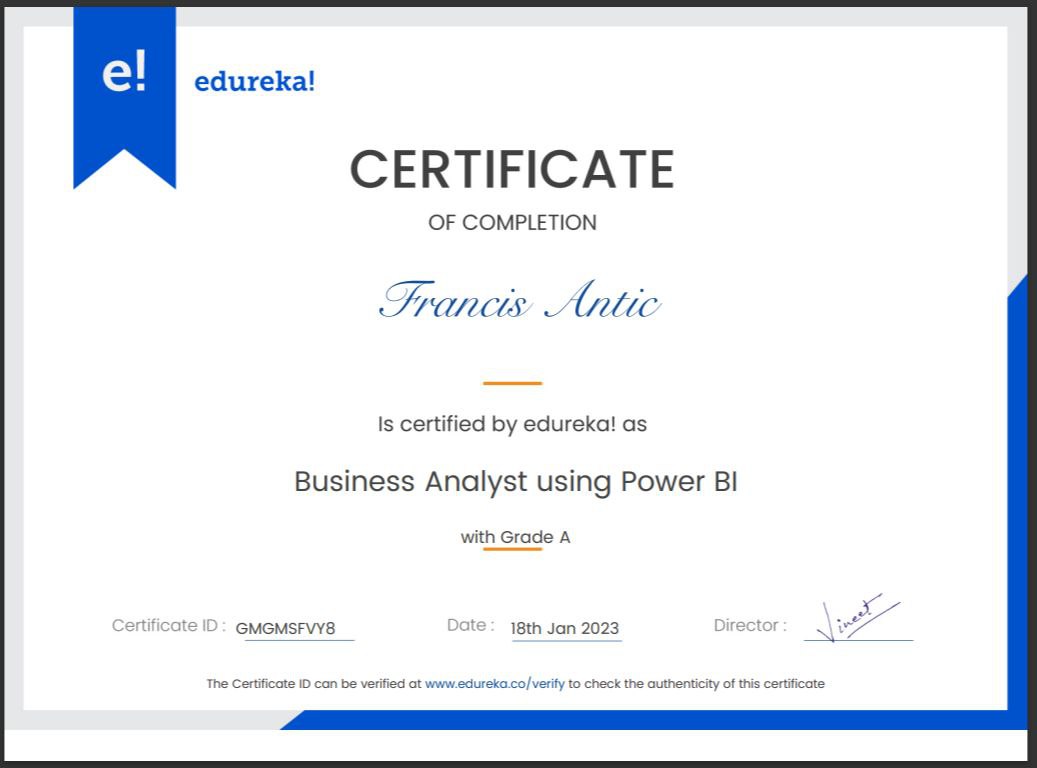 e!
edureka!
CERTIFICATE
OF COMPLETION
Francis Antic
Is certified by edureka! as
Business Analyst using Power BI
with Grade A
Certificate ID : GMGMSFVY8 Date : 18th Jan 2023 Director : Vineet
The Certificate ID can be verified at www.edureka.co/verify to check the authenticity of this certificate